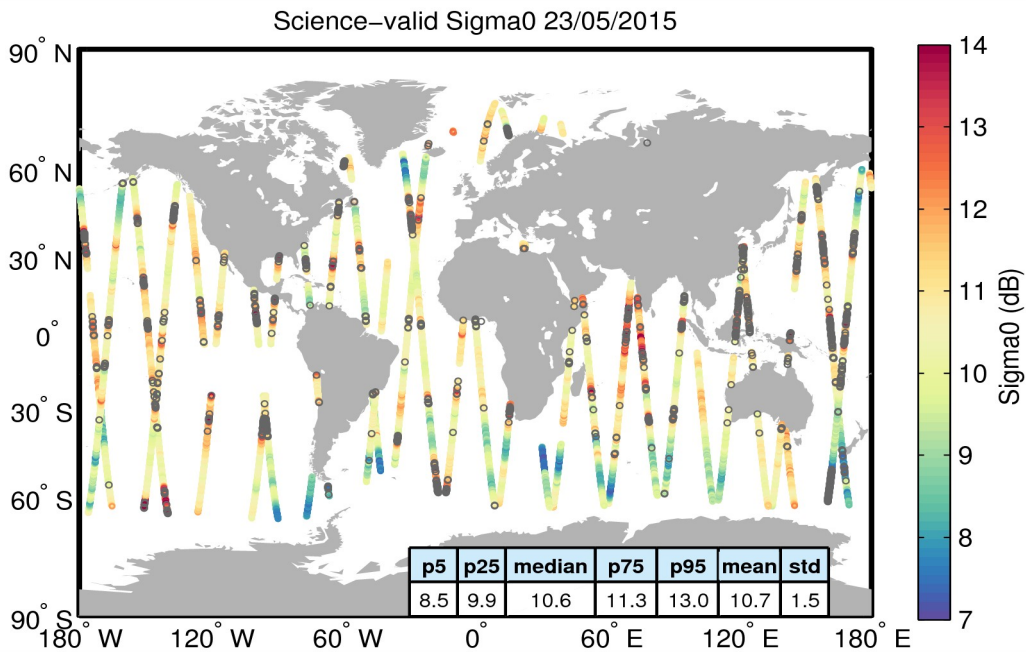 Science−valid Sigma0 23/05/2015
90° N
60° N
30° N
0°
30° S
60° S
90° S
180° W
120° W
60° W
0°
60° E
120° E
180° E
p5 p25 median p75 p95 mean std
8.5 9.9 10.6 11.3 13.0 10.7 1.5
14
13
12
11
10
9
8
7
Sigma0 (dB)